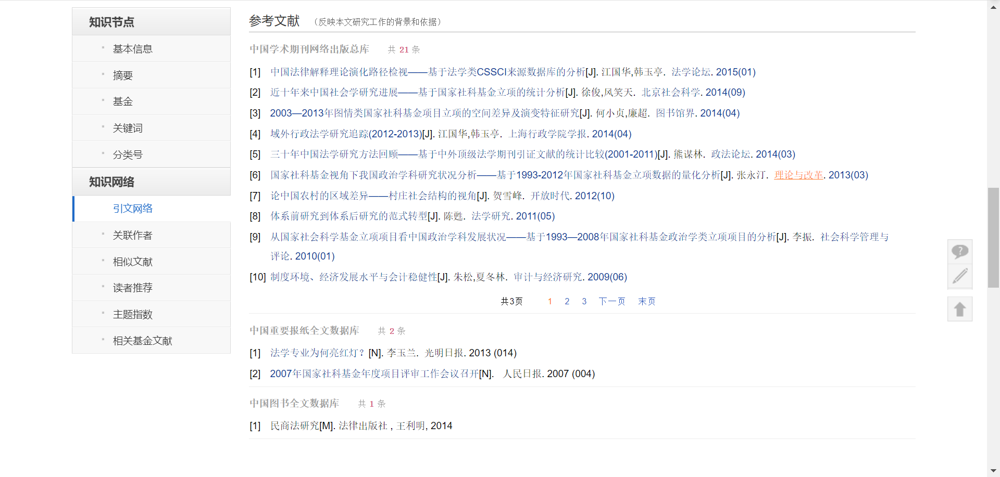 知识节点
基本信息
摘要
基金
关键词
分类号
知识网络
引文网络
关联作者
相似文献
读者推荐
主题指数
相关基金文献
参考文献 （反映本文研究工作的背景和依据）
中国学术期刊网络出版总库 共 21 条
[1] 中国法律解释理论演化路径检视——基于法学类CSSCI来源数据库的分析[J]. 江国华,韩玉亭. 法学论坛. 2015(01)
[2] 近十年来中国社会学研究进展——基于国家社科基金立项的统计分析[J]. 徐俊,风笑天. 北京社会科学. 2014(09)
[3] 2003—2013年图情类国家社科基金项目立项的空间差异及演变特征研究[J]. 何小贞,廉超. 图书馆界. 2014(04)
[4] 域外行政法学研究追踪(2012-2013)[J]. 江国华,韩玉亭. 上海行政学院学报. 2014(04)
[5] 三十年中国法学研究方法回顾——基于中外顶级法学期刊引证文献的统计比较(2001-2011)[J]. 熊谋林. 政法论坛. 2014(03)
[6] 国家社科基金视角下我国政治学科研究状况分析——基于1993-2012年国家社科基金立项数据的量化分析[J]. 张永汀. 理论与改革. 2013(03)
[7] 论中国农村的区域差异——村庄社会结构的视角[J]. 贺雪峰. 开放时代. 2012(10)
[8] 体系前研究到体系后研究的范式转型[J]. 陈甦. 法学研究. 2011(05)
[9] 从国家社会科学基金立项项目看中国政治学科发展状况——基于1993—2008年国家社科基金政治学类立项项目的分析[J]. 李振. 社会科学管理与
评论. 2010(01)
[10] 制度环境、经济发展水平与会计稳健性[J]. 朱松,夏冬林. 审计与经济研究. 2009(06)
共3页 1 2 3 下一页 末页
中国重要报纸全文数据库 共 2 条
[1] 法学专业为何亮红灯？[N]. 李玉兰. 光明日报. 2013 (014)
[2] 2007年国家社科基金年度项目评审工作会议召开[N]. 人民日报. 2007 (004)
中国图书全文数据库 共 1 条
[1] 民商法研究[M]. 法律出版社 , 王利明, 2014